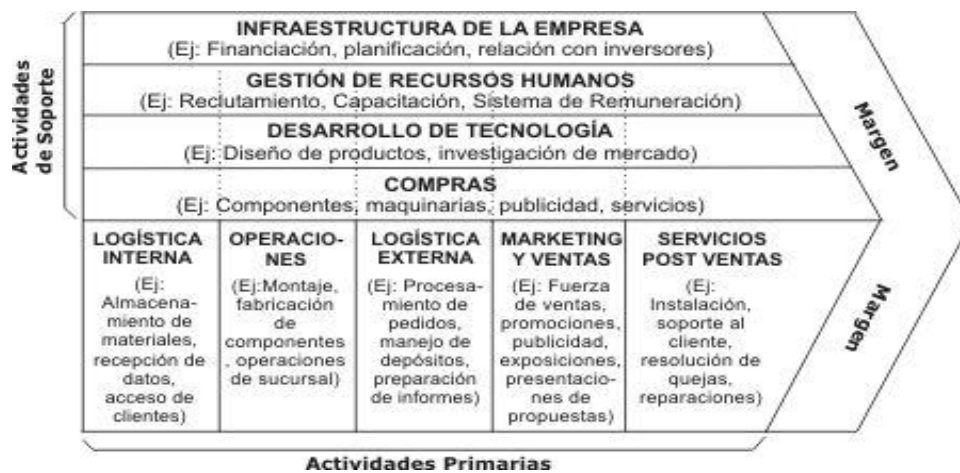 Actividades
de Soporte
INFRAESTRUCTURA DE LA EMPRESA
(Ej: Financiación, planificación, relación con inversores)
GESTIÓN DE RECURSOS HUMANOS
(Ej: Reclutamiento, Capacitación, Sistema de Remuneración)
DESARROLLO DE TECNOLOGÍA
(Ej: Diseño de productos, investigación de mercado)
COMPRAS
(Ej: Componentes, maquinarias, publicidad, servicios)
Margen
LOGÍSTICA
INTERNA
(Ej:
Almacena-
miento de
materiales,
recepción de
datos,
acceso de
clientes)
OPERACIO-
NES
(Ej:Montaje,
fabricación
de
componentes
, operaciones
de sucursal)
LOGÍSTICA
EXTERNA
(Ej: Procesa-
miento de
pedidos,
manejo de
depósitos,
preparación
de informes)
MARKETING
Y VENTAS
(Ej: Fuerza
de ventas,
promociones,
publicidad,
exposiciones,
presentacio-
nes de
propuestas)
SERVICIOS
POST VENTAS
(Ej:
Instalación,
soporte al
cliente,
resolución de
quejas,
reparaciones)
Margen
Actividades Primarias